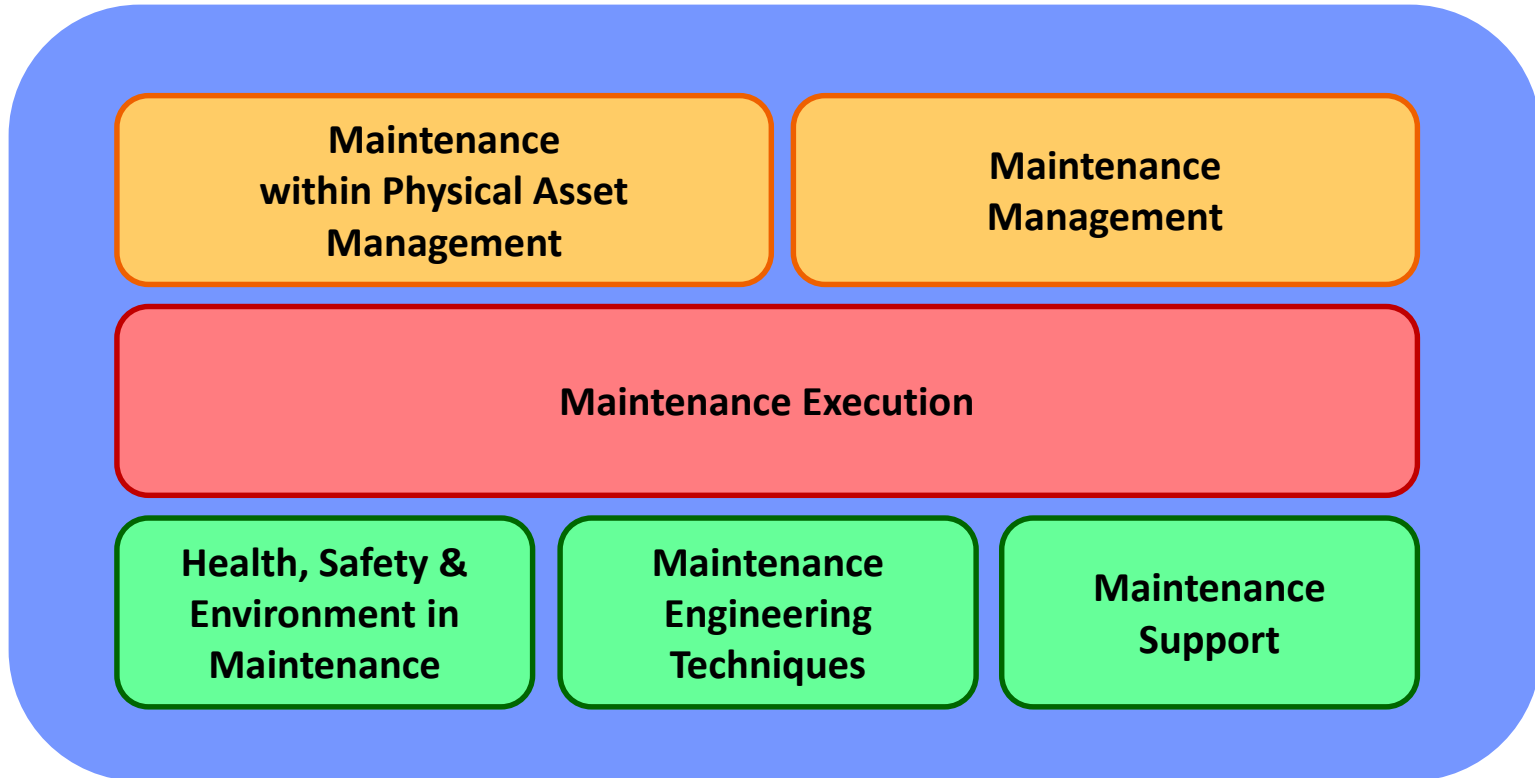 Maintenance
within Physical Asset
Management
Maintenance
Management
Maintenance Execution
Health, Safety &
Environment in
Maintenance
Maintenance
Engineering
Techniques
Maintenance
Support